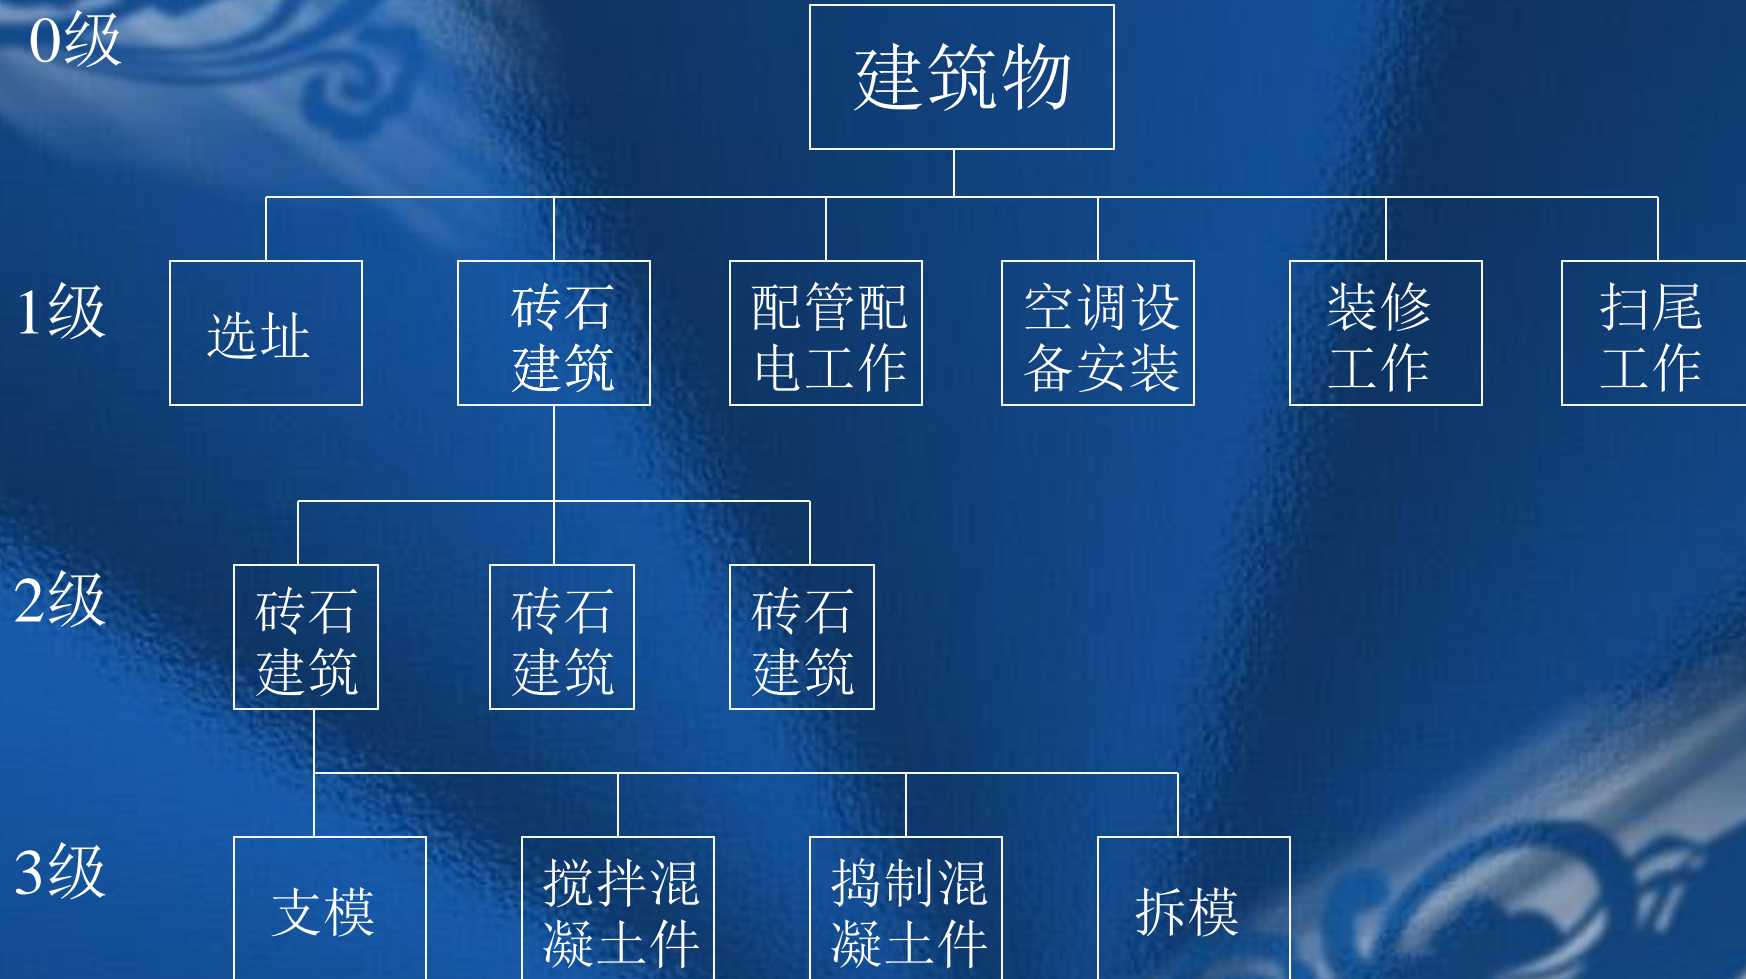 0级
建筑物
1级
选址
砖石
建筑
配管配
电工作
空调设
备安装
装修
工作
扫尾
工作
2级
砖石
建筑
砖石
建筑
砖石
建筑
3级
支模
搅拌混
凝土件
捣制混
凝土件
拆模